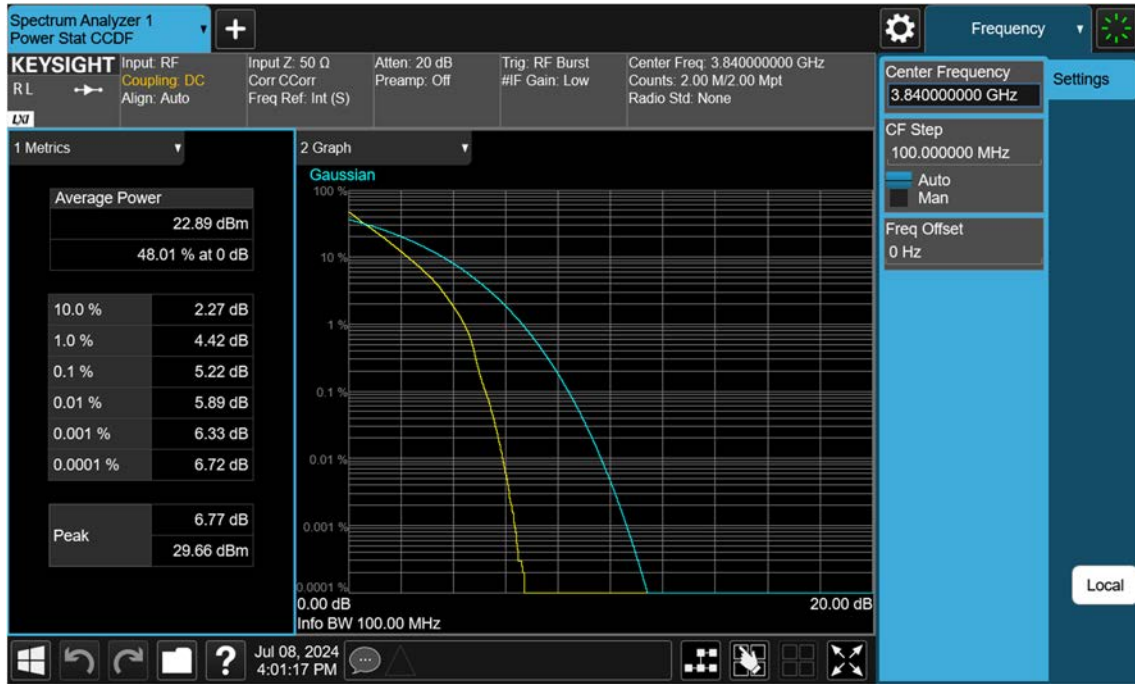 Spectrum Analyzer 1
Power Stat CCDF
+
Frequency
KEYSIGHT
R L
LXI
Input: RF
Coupling: DC
Align: Auto
Input Z: 50 Ω
Corr CCorr
Freq Ref: Int (S)
Atten: 20 dB
Preamp: Off
Trig: RF Burst
#IF Gain: Low
Center Freq: 3.840000000 GHz
Counts: 2.00 M/2.00 Mpt
Radio Std: None
Center Frequency
3.840000000 GHz
Settings
CF Step
100.000000 MHz
Auto
Man
Freq Offset
0 Hz
Local
1 Metrics
Average Power
22.89 dBm
48.01 % at 0 dB
10.0 % 2.27 dB
1.0 % 4.42 dB
0.1 % 5.22 dB
0.01 % 5.89 dB
0.001 % 6.33 dB
0.0001 % 6.72 dB
Peak
6.77 dB
29.66 dBm
2 Graph
Gaussian
100 %
10 %
1 %
0.1 %
0.01 %
0.001 %
0.0001 %
0.00 dB 20.00 dB
Info BW 100.00 MHz
?
Jul 08, 2024
4:01:17 PM